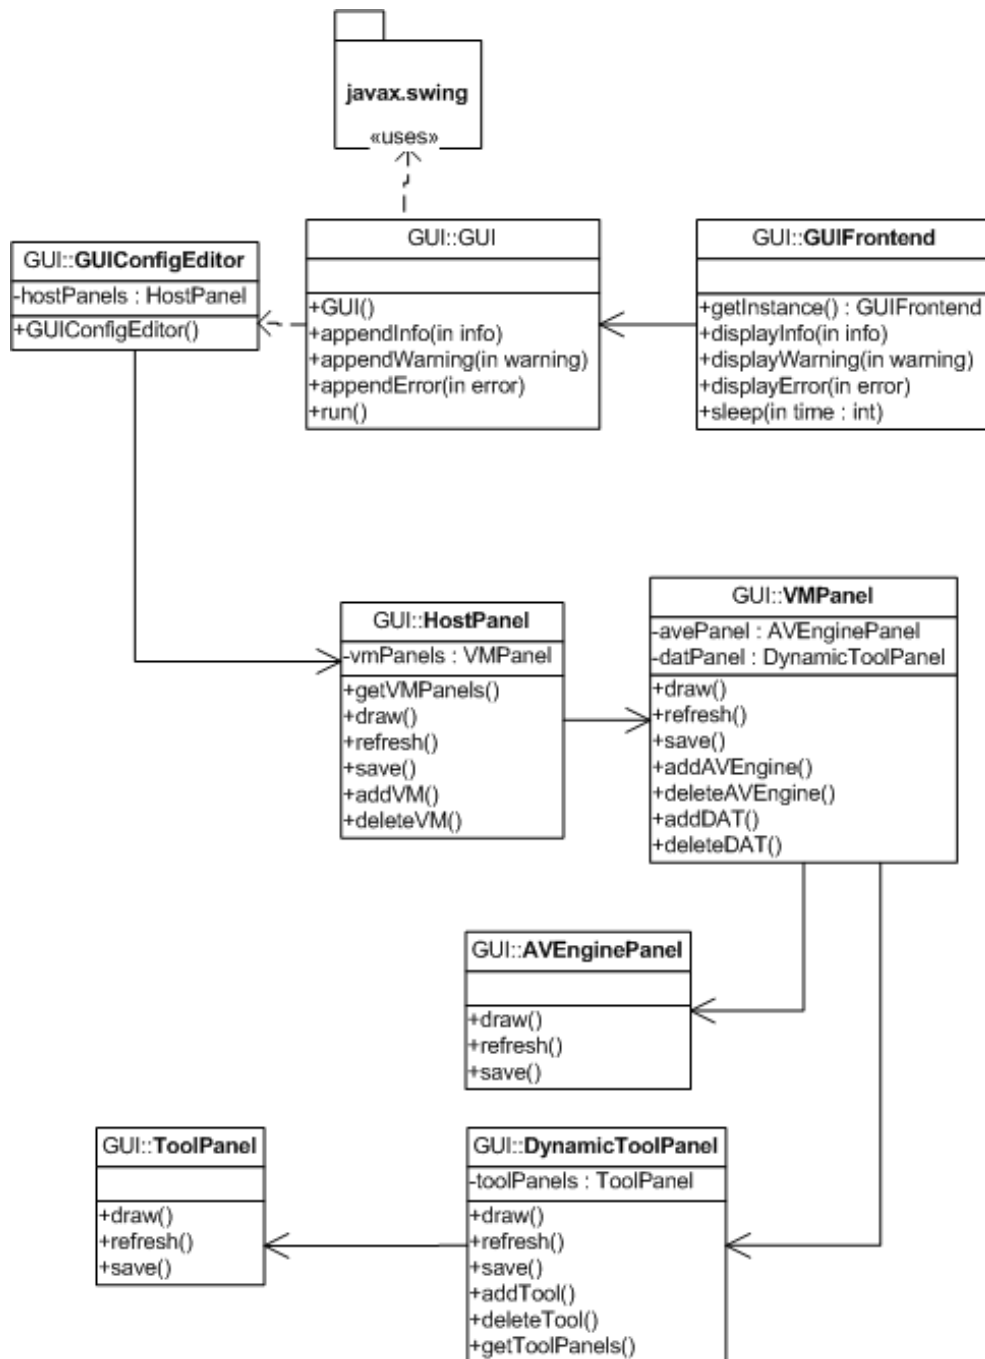 javax.swing
«uses»
GUI::GUI
+GUI()
+appendInfo(in info)
+appendWarning(in warning)
+appendError(in error)
+run()
GUI::GUIFrontend
+getInstance() : GUIFrontend
+displayInfo(in info)
+displayWarning(in warning)
+displayError(in error)
+sleep(in time : int)
GUI::GUIConfigEditor
-hostPanels : HostPanel
+GUIConfigEditor()
GUI::HostPanel
-vmPanels : VMPanel
+getVMPanels()
+draw()
+refresh()
+save()
+addVM()
+deleteVM()
GUI::VMPanel
-avePanel : AVEnginePanel
-datPanel : DynamicToolPanel
+draw()
+refresh()
+save()
+addAVEngine()
+deleteAVEngine()
+addDAT()
+deleteDAT()
GUI::AVEnginePanel
+draw()
+refresh()
+save()
GUI::ToolPanel
+draw()
+refresh()
+save()
GUI::DynamicToolPanel
-toolPanels : ToolPanel
+draw()
+refresh()
+save()
+addTool()
+deleteTool()
+getToolPanels()